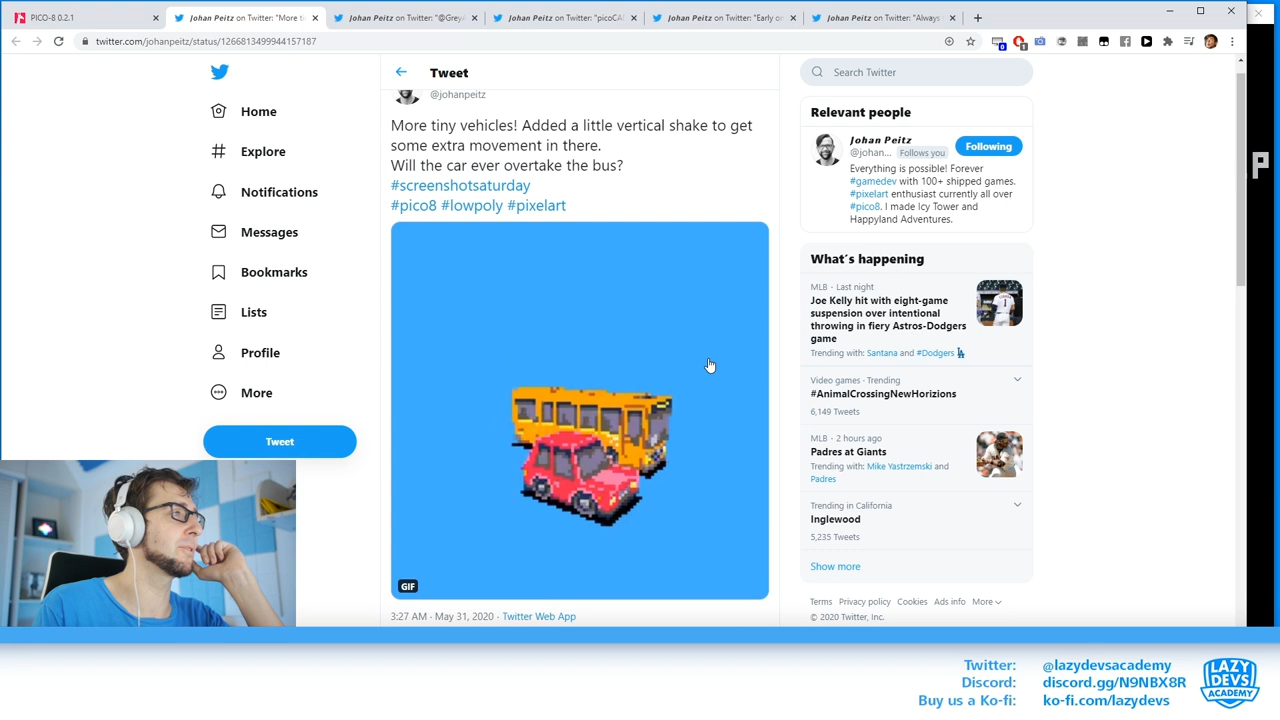 PICO-8 0.2.1
Johan Peitz on Twitter: "More ti
Johan Peitz on Twitter: "@GreyA
Johan Peitz on Twitter: "picoCA
Johan Peitz on Twitter: "Early on
Johan Peitz on Twitter: "Always
twitter.com/johanpeitz/status/1266813499944157187
Home
Explore
Notifications
Messages
Bookmarks
Lists
Profile
More
Tweet
Tweet
@johanpeitz
More tiny vehicles! Added a little vertical shake to get
some extra movement in there.
Will the car ever overtake the bus?
#screenshotsaturday
#pico8 #lowpoly #pixelart
GIF
3:27 AM · May 31, 2020 · Twitter Web App
Search Twitter
Relevant people
Johan Peitz
@johan... Follows you
Following
Everything is possible! Forever
#gamedev with 100+ shipped games.
#pixelart enthusiast currently all over
#pico8. I made Icy Tower and
Happyland Adventures.
What's happening
MLB · Last night
Joe Kelly hit with eight-game
suspension over intentional
throwing in fiery Astros-Dodgers
game
Trending with: Santana and #Dodgers
Video games · Trending
#AnimalCrossingNewHorizions
6,149 Tweets
MLB · 2 hours ago
Padres at Giants
Trending with: Mike Yastrzemski and
Padres
Trending in California
Inglewood
5,235 Tweets
Show more
Terms Privacy policy Cookies Ads info More
© 2020 Twitter, Inc.
P
Twitter: @lazydevsacademy
Discord: discord.gg/N9NBX8R
Buy us a Ko-fi: ko-fi.com/lazydevs
LAZY
DEVS
ACADEMY